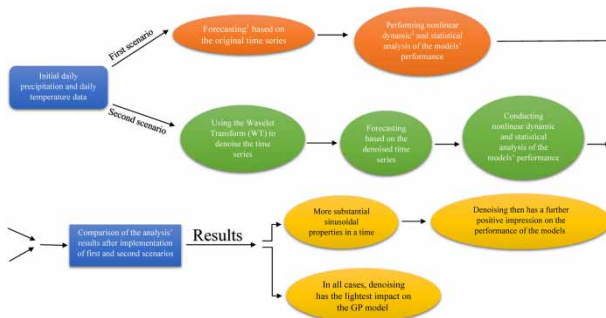 First scenario
Forecasting¹ based on
the original time series
Performing nonlinear
dynamic² and statistical
analysis of the models'
performance
Initial daily
precipitation and daily
temperature data
Second scenario
Using the Wavelet
Transform (WT) to
denoise the time
series
Forecasting
based on the
denoised time
series
Conducting
nonlinear dynamic
and statistical
analysis of the
models' performance
Comparison of the analysis'
results after implementation
of first and second scenarios
Results
More substantial
sinusoidal
properties in a time
Denoising then has a further
positive impression on the
performance of the models
In all cases, denoising
has the lightest impact
on the GP model